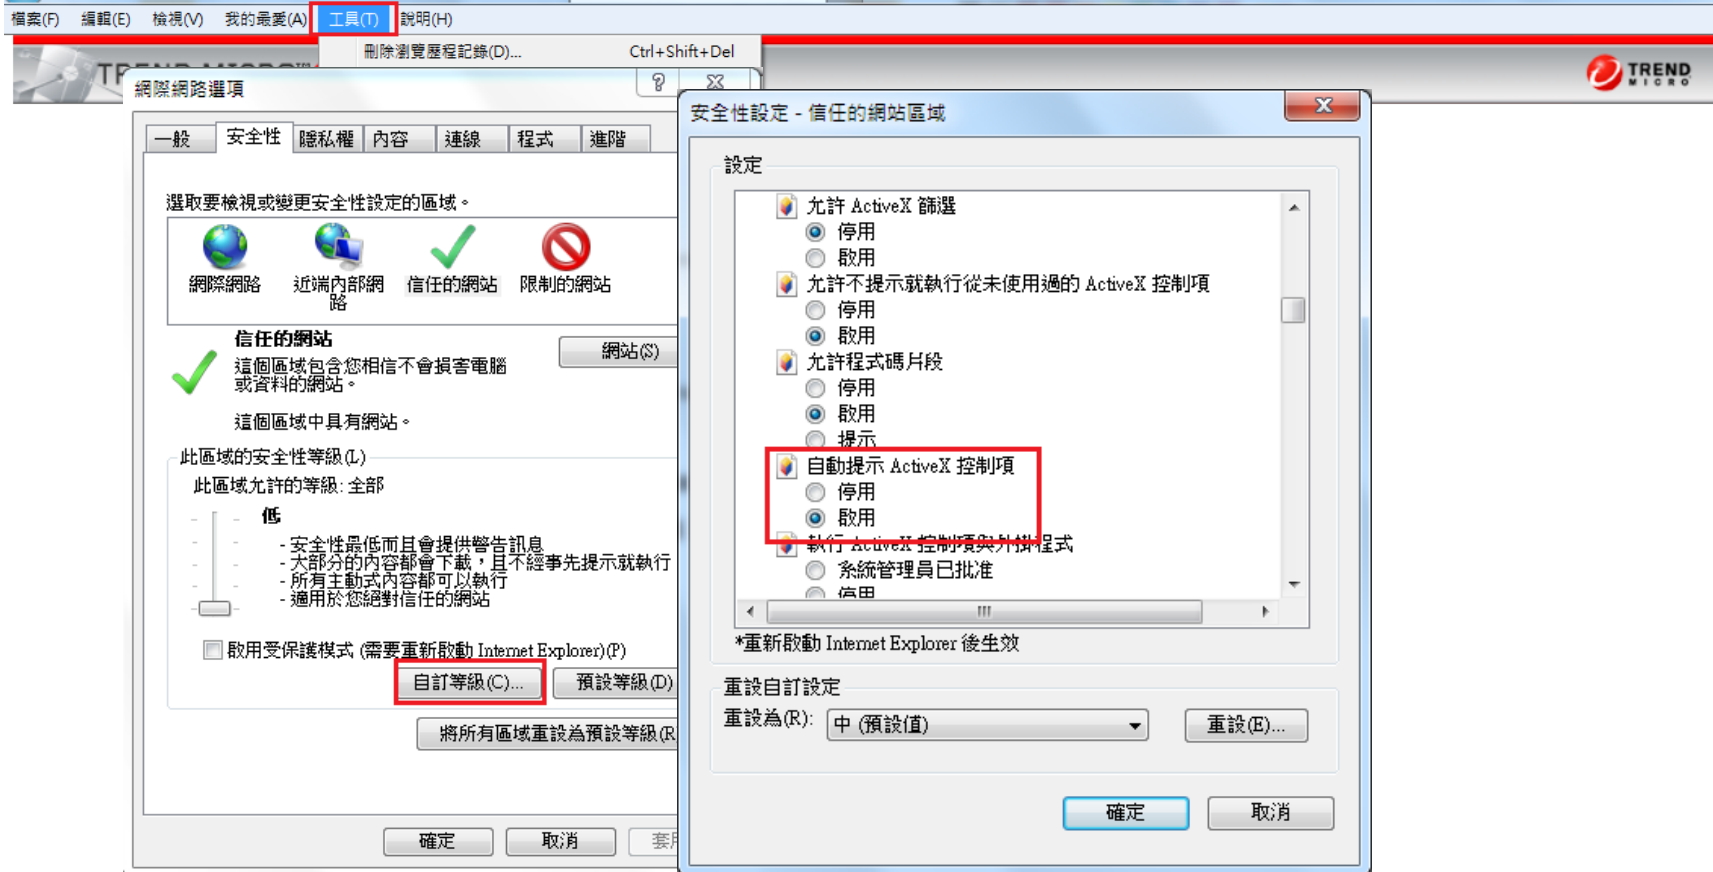 檔案(F) 編輯(E) 檢視(V) 我的最愛(A) 工具(T) 說明(H)
刪除瀏覽歷程記錄(D)... Ctrl+Shift+Del
TREND MICRO
網際網路選項
一般 安全性 隱私權 內容 連線 程式 進階
選取要檢視或變更安全性設定的區域。
網際網路 近端內部網路 信任的網站 限制的網站
信任的網站
網站(S)
這個區域包含您相信不會損害電腦
或資料的網站。
這個區域中具有網站。
此區域的安全性等級(L)
此區域允許的等級: 全部
低
- 安全性最低而且會提供警告訊息
- 大部分的內容都會下載，且不經事先提示就執行
- 所有主動式內容都可以執行
- 適用於您絕對信任的網站
啟用受保護模式 (需要重新啟動 Internet Explorer)(P)
自訂等級(C)... 預設等級(D)
將所有區域重設為預設等級(R
確定 取消 套用
安全性設定 - 信任的網站區域
設定
允許 ActiveX 篩選
停用
啟用
允許不提示就執行從未使用過的 ActiveX 控制項
停用
啟用
允許程式碼片段
停用
啟用
提示
自動提示 ActiveX 控制項
停用
啟用
執行 ActiveX 控制項與外掛程式
系統管理員已批准
停用
*重新啟動 Internet Explorer 後生效
重設自訂設定
重設為(R): 中 (預設值) 重設(E)...
確定 取消
TREND
MICRO